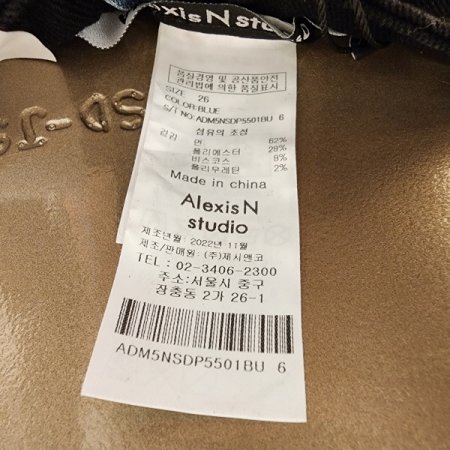 AlexisN studio
품질경영 및 공산품안전
관리법에 의한 품질표시
SIZE 26
COLOR:BLUE
S/T NO:ADM5NSDP5501BU 6
겉감 섬유의 조성
면 62%
폴리에스터 28%
비스코스 8%
폴리우레탄 2%
Made in china
AlexisN
studio
제조년월: 2022년 11월
제조/판매원: (주)제시앤코
TEL : 02-3406-2300
주소:서울시 중구
장충동 2가 26-1
ADM5NSDP5501BU 6